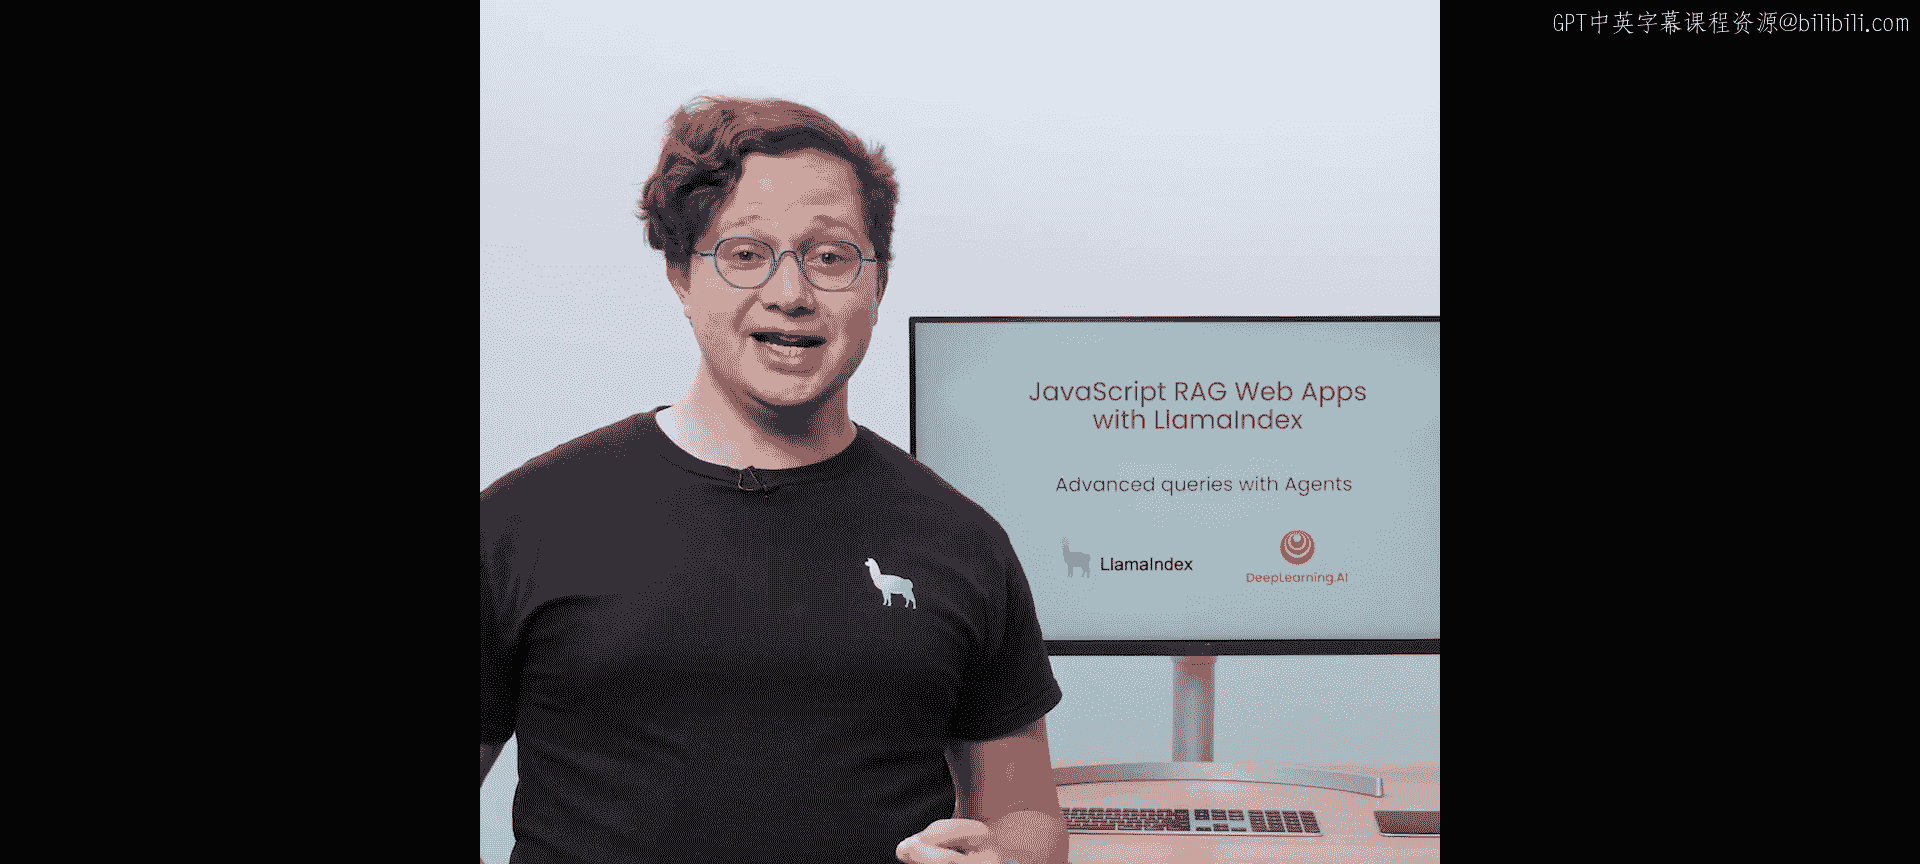 GPT中英字幕课程资源@bilibili.com
JavaScript RAG Web Apps
with LlamaIndex
Advanced queries with Agents
LlamaIndex
DeepLearning.AI